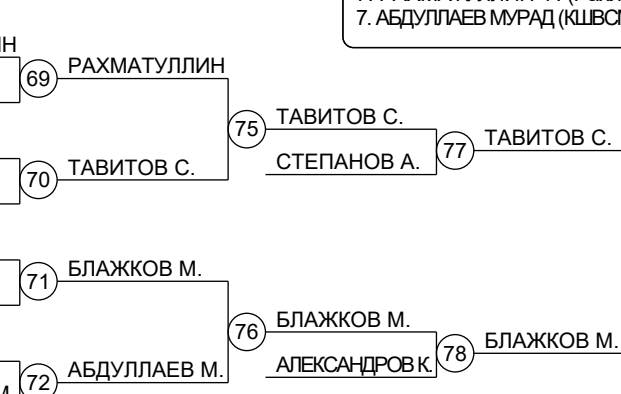 7. АБДУЛЛАЕВ МУРАД
ИН
69 РАХМАТУЛЛИН
75 ТАВИТОВ С.
77 ТАВИТОВ С.
СТЕПАНОВ А.
70 ТАВИТОВ С.
71 БЛАЖКОВ М.
76 БЛАЖКОВ М.
78 БЛАЖКОВ М.
АЛЕКСАНДРОВ К.
72 АБДУЛЛАЕВ М.